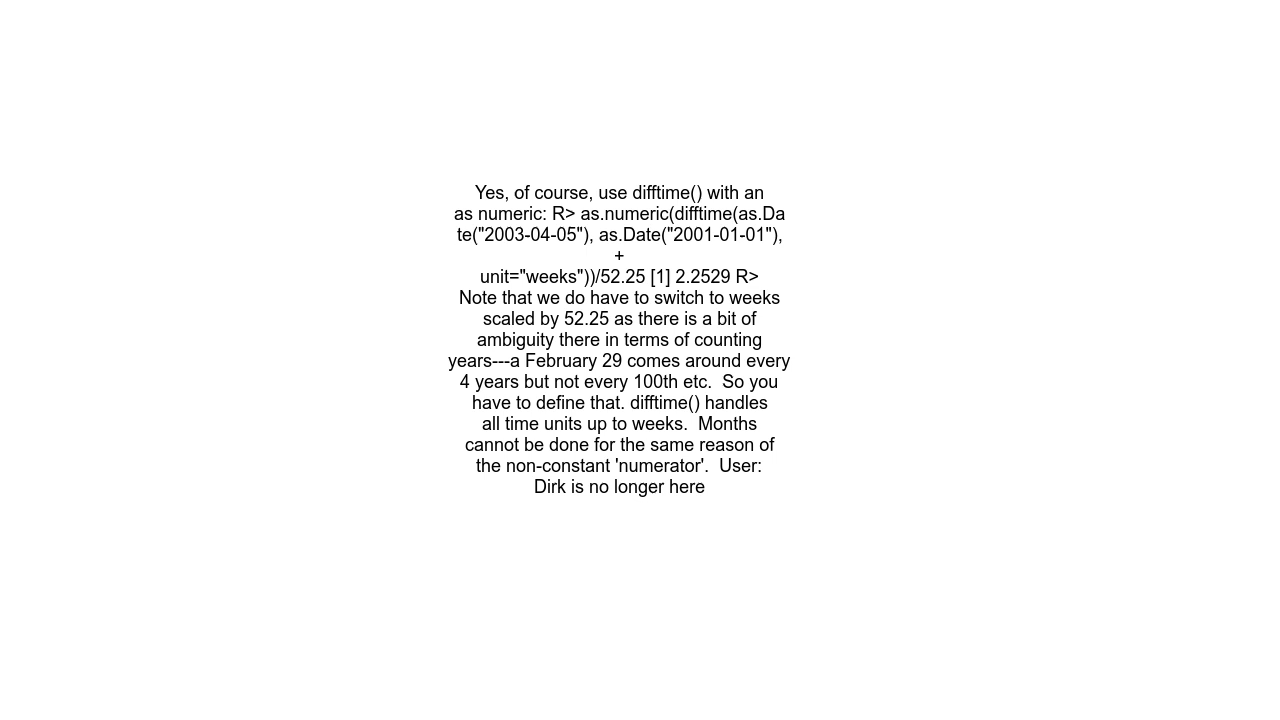 Yes, of course, use difftime() with an
as numeric: R> as.numeric(difftime(as.Da
te("2003-04-05"), as.Date("2001-01-01"),
+
unit="weeks"))/52.25 [1] 2.2529 R>
Note that we do have to switch to weeks
scaled by 52.25 as there is a bit of
ambiguity there in terms of counting
years---a February 29 comes around every
4 years but not every 100th etc.  So you
have to define that. difftime() handles
all time units up to weeks.  Months
cannot be done for the same reason of
the non-constant 'numerator'.  User:
Dirk is no longer here